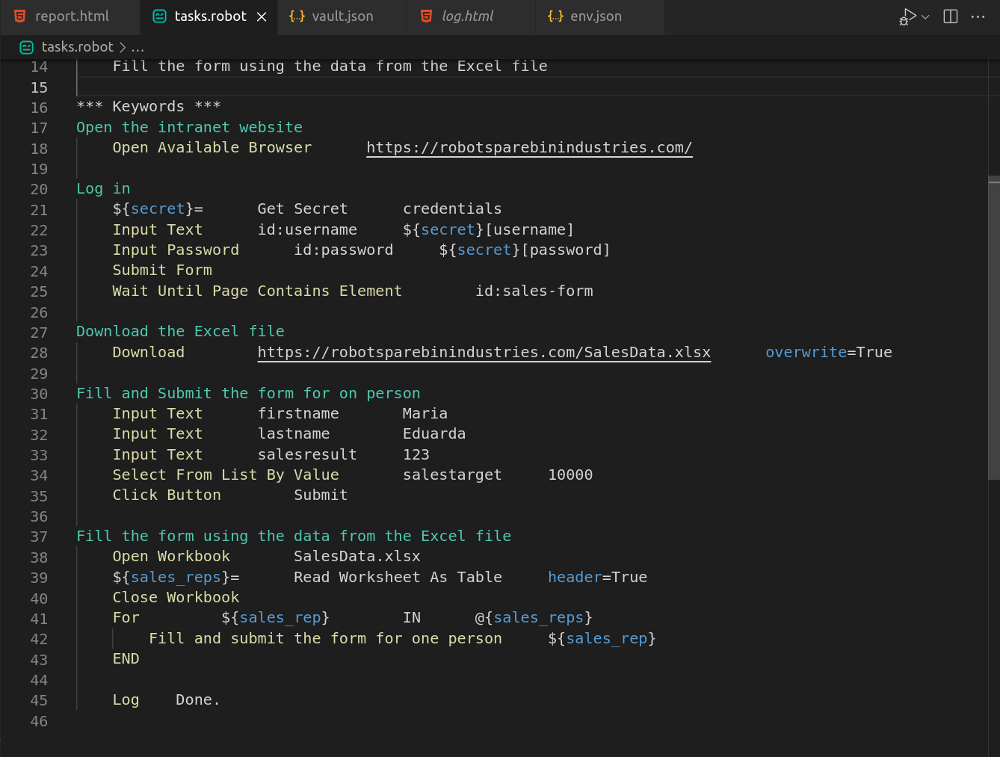 report.html tasks.robot vault.json log.html env.json
tasks.robot > ...
14 Fill the form using the data from the Excel file
15
16 *** Keywords ***
17 Open the intranet website
18 Open Available Browser https://robotsparebinindustries.com/
19
20 Log in
21 ${secret}= Get Secret credentials
22 Input Text id:username ${secret}[username]
23 Input Password id:password ${secret}[password]
24 Submit Form
25 Wait Until Page Contains Element id:sales-form
26
27 Download the Excel file
28 Download https://robotsparebinindustries.com/SalesData.xlsx overwrite=True
29
30 Fill and Submit the form for on person
31 Input Text firstname Maria
32 Input Text lastname Eduarda
33 Input Text salesresult 123
34 Select From List By Value salestarget 10000
35 Click Button Submit
36
37 Fill the form using the data from the Excel file
38 Open Workbook SalesData.xlsx
39 ${sales_reps}= Read Worksheet As Table header=True
40 Close Workbook
41 For ${sales_rep} IN @{sales_reps}
42 Fill and submit the form for one person ${sales_rep}
43 END
44
45 Log Done.
46